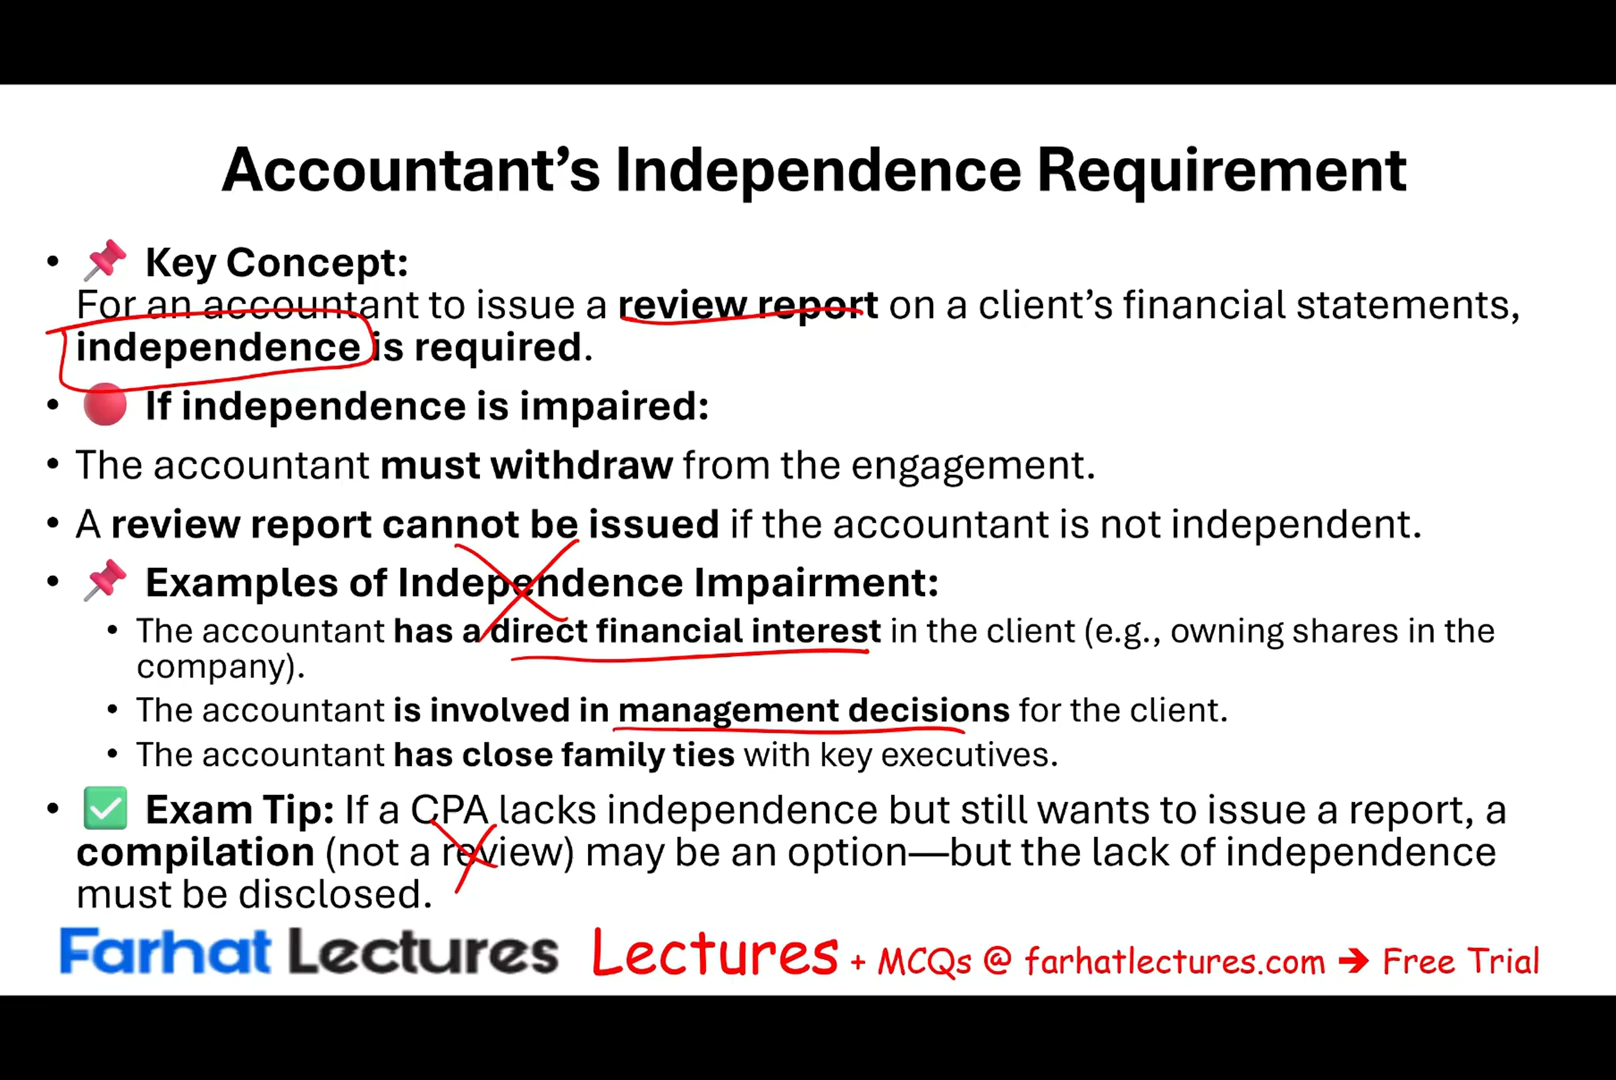 Accountant’s Independence Requirement
• 📌 Key Concept:
For an accountant to issue a review report on a client’s financial statements,
independence is required.
• 🔴 If independence is impaired:
• The accountant must withdraw from the engagement.
• A review report cannot be issued if the accountant is not independent.
• 📌 Examples of Independence Impairment:
• The accountant has a direct financial interest in the client (e.g., owning shares in the
company).
• The accountant is involved in management decisions for the client.
• The accountant has close family ties with key executives.
• ✅ Exam Tip: If a CPA lacks independence but still wants to issue a report, a
compilation (not a review) may be an option—but the lack of independence
must be disclosed.
Farhat Lectures Lectures + MCQs @ farhatlectures.com → Free Trial